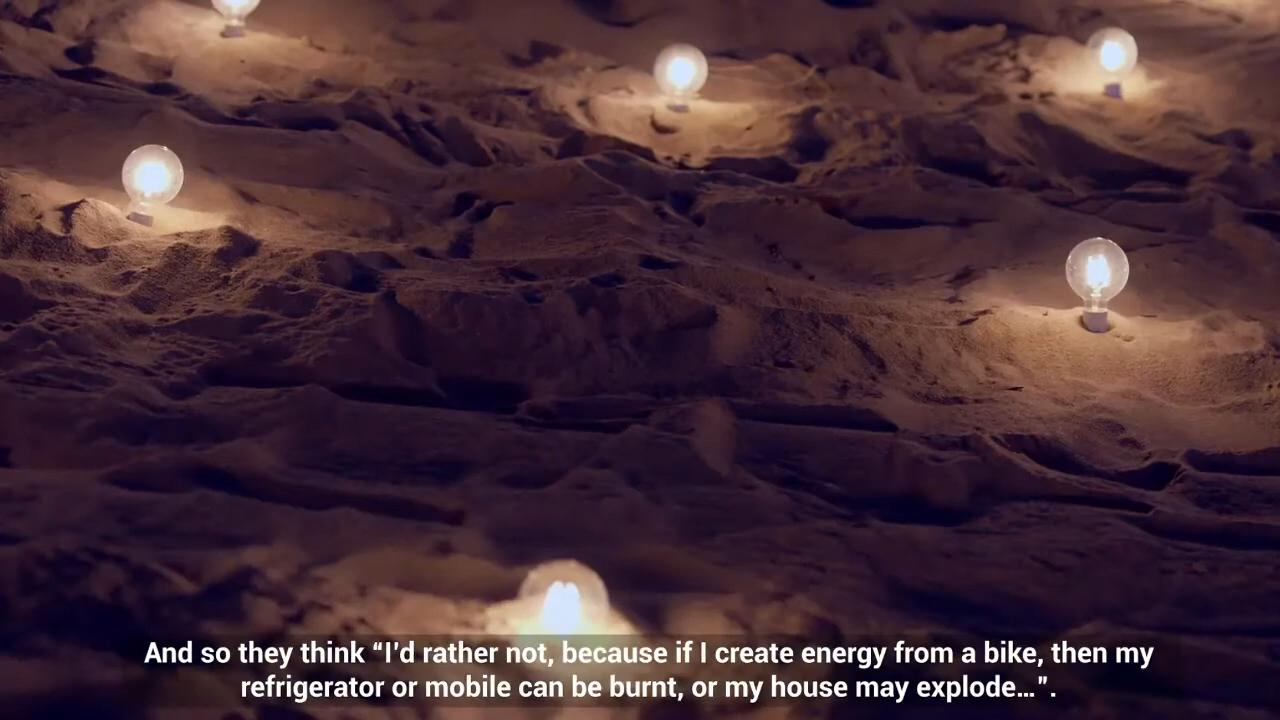 And so they think “I’d rather not, because if I create energy from a bike, then my
refrigerator or mobile can be burnt, or my house may explode…”.